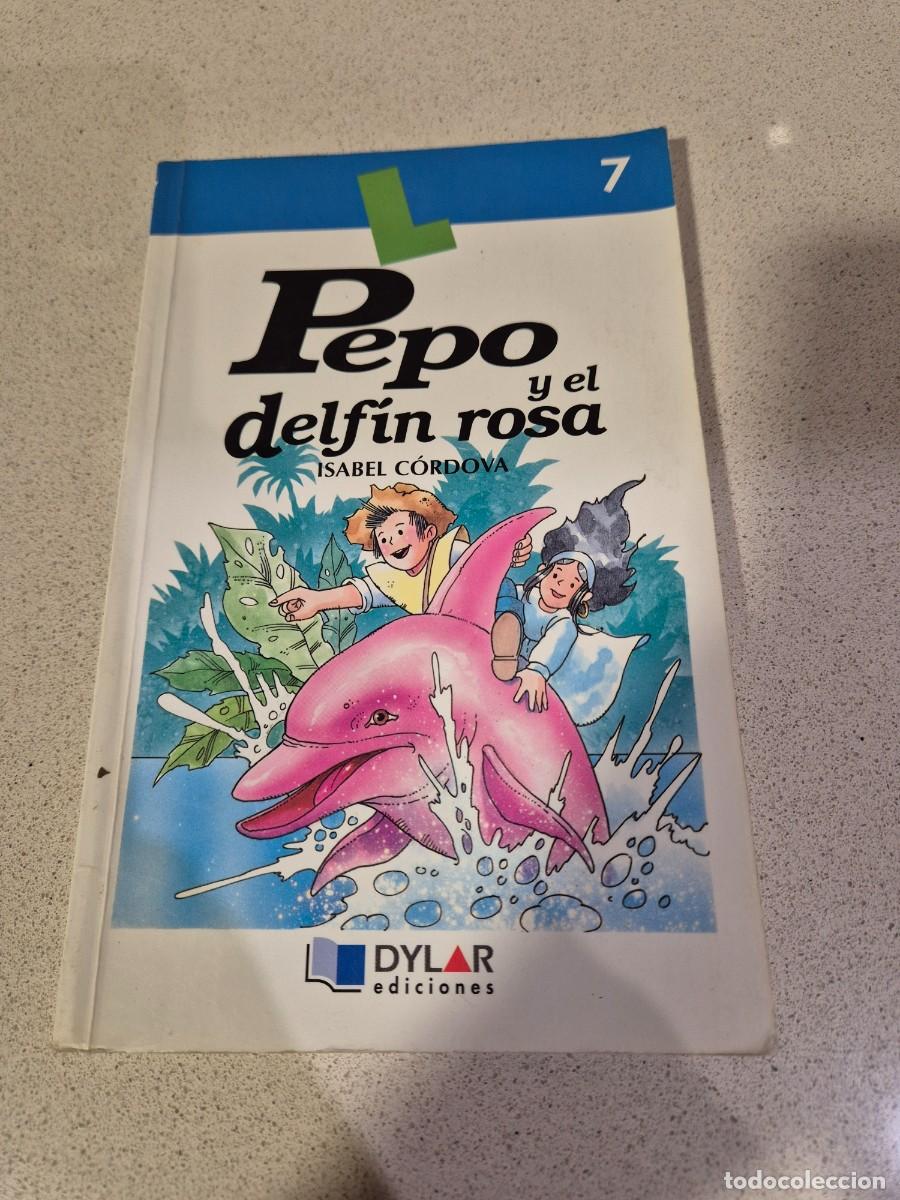 7
L
Pepo
y el
delfín rosa
ISABEL CÓRDOVA
DYLAR
ediciones
todocoleccion